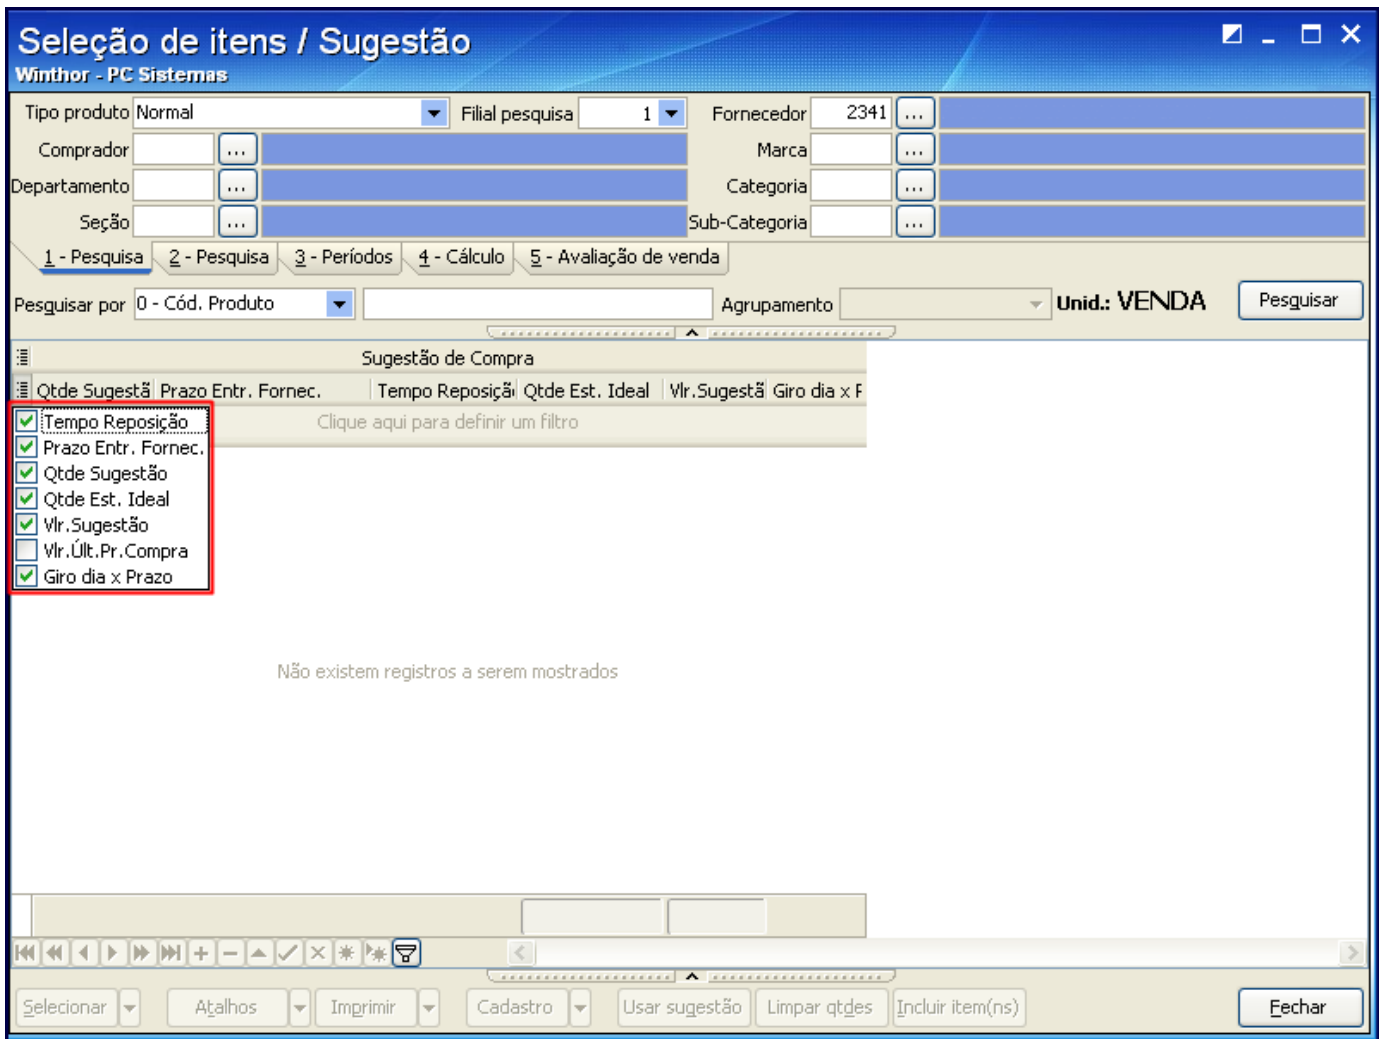 Seleção de itens / Sugestão
Winthor - PC Sistemas
Tipo produto Normal Filial pesquisa 1 Fornecedor 2341 ...
Comprador ... Marca ...
Departamento ... Categoria ...
Seção ... Sub-Categoria ...
1 - Pesquisa 2 - Pesquisa 3 - Períodos 4 - Cálculo 5 - Avaliação de venda
Pesquisar por 0 - Cód. Produto Agrupamento Unid.: VENDA Pesquisar
Sugestão de Compra
Qtde Sugestã Prazo Entr. Fornec. Tempo Reposiçã Qtde Est. Ideal Vlr.Sugestã Giro dia x P
Clique aqui para definir um filtro
Tempo Reposição
Prazo Entr. Fornec.
Qtde Sugestão
Qtde Est. Ideal
Vlr.Sugestão
Vlr.Últ.Pr.Compra
Giro dia x Prazo
Não existem registros a serem mostrados
Selecionar Atalhos Imprimir Cadastro Usar sugestão Limpar qtdes Incluir item(ns) Fechar